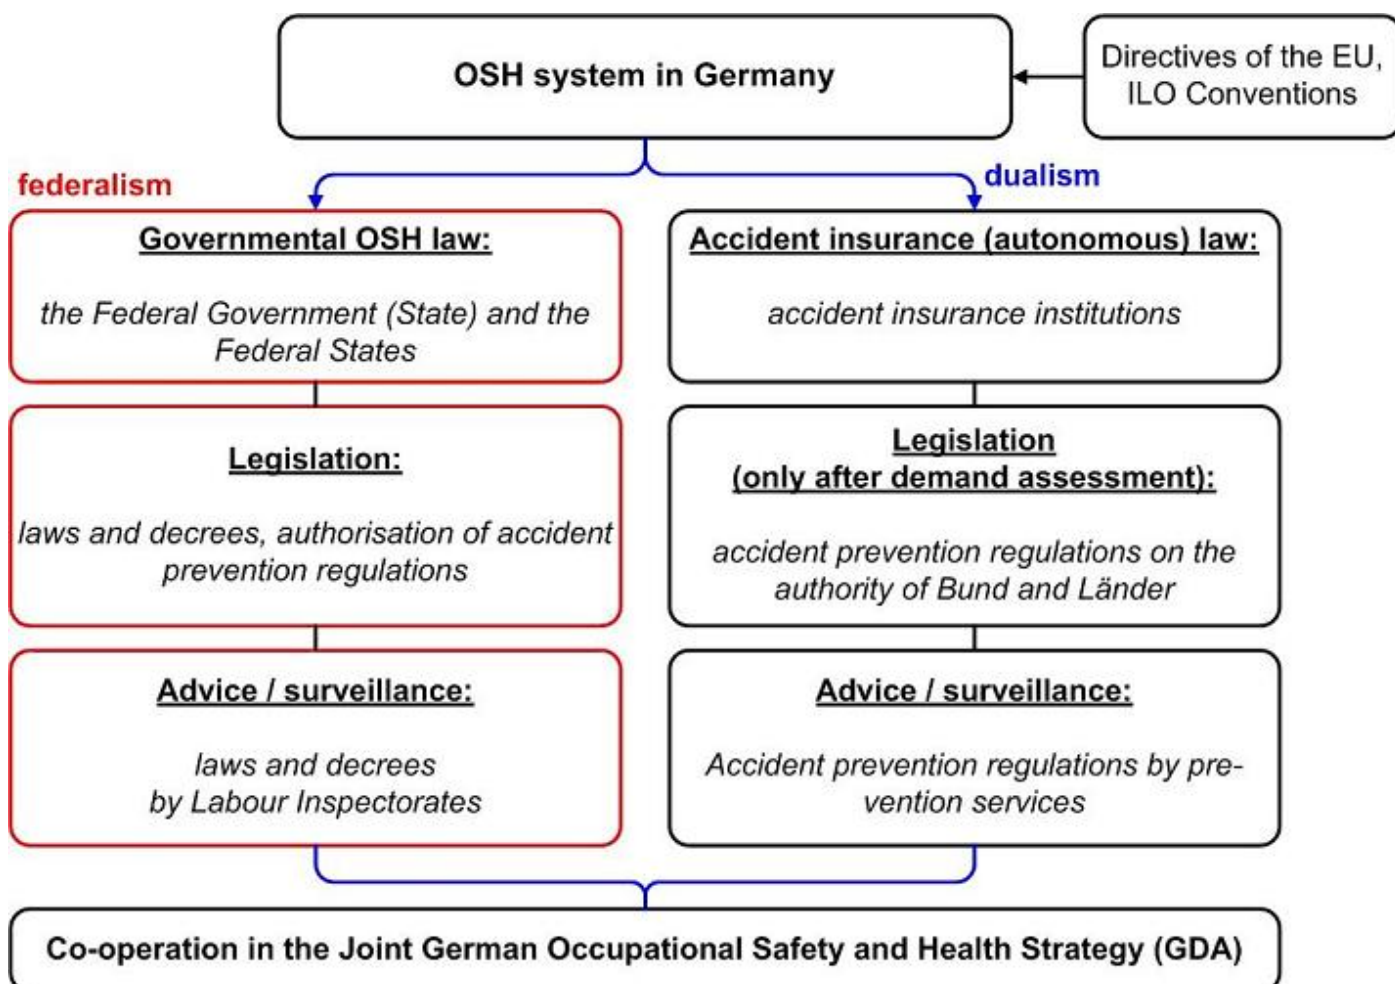 OSH system in Germany
Directives of the EU,
ILO Conventions
federalism
dualism
Governmental OSH law:
the Federal Government (State) and the
Federal States
Accident insurance (autonomous) law:
accident insurance institutions
Legislation:
laws and decrees, authorisation of accident
prevention regulations
Legislation
(only after demand assessment):
accident prevention regulations on the
authority of Bund and Länder
Advice / surveillance:
laws and decrees
by Labour Inspectorates
Advice / surveillance:
Accident prevention regulations by pre-
vention services
Co-operation in the Joint German Occupational Safety and Health Strategy (GDA)